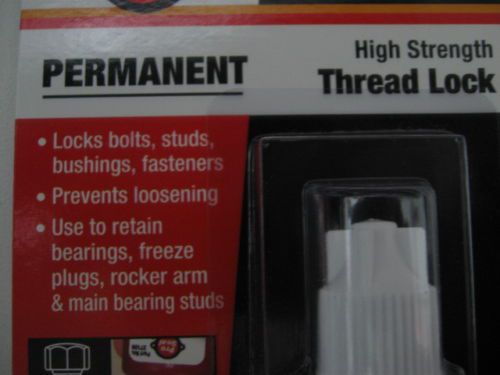 PERMANENT
High Strength
Thread Lock
• Locks bolts, studs,
bushings, fasteners
• Prevents loosening
• Use to retain
bearings, freeze
plugs, rocker arm
& main bearing studs